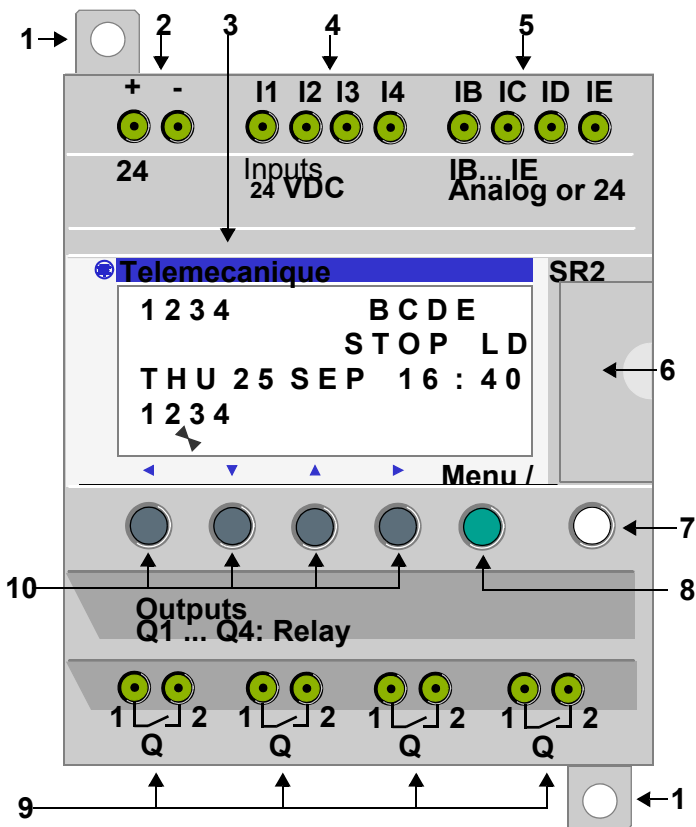 1 2 3 4 5
+ - I1 I2 I3 I4 IB IC ID IE
24 Inputs IB... IE
24 VDC Analog or 24
Telemecanique SR2
1 2 3 4 B C D E
S T O P L D
T H U 2 5 S E P 1 6 : 4 0
6
1 2 3 4
Menu /
7
10 8
Outputs
Q1 ... Q4: Relay
1 2 1 2 1 2 1 2
Q Q Q Q
9 1